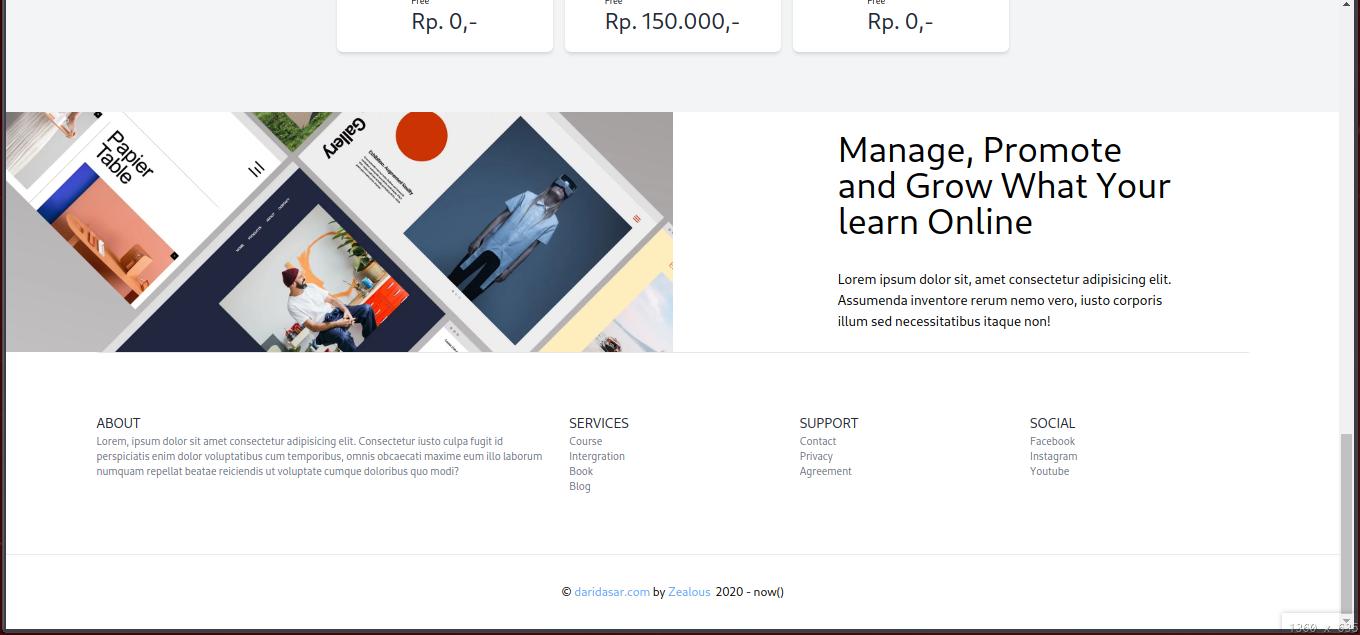 Free
Rp. 0,-
Free
Rp. 150.000,-
Free
Rp. 0,-
Papier
Table
Gallery
Exhibition: Augmented Reality
Manage, Promote
and Grow What Your
learn Online
Lorem ipsum dolor sit, amet consectetur adipisicing elit.
Assumenda inventore rerum nemo vero, iusto corporis
illum sed necessitatibus itaque non!
ABOUT
Lorem, ipsum dolor sit amet consectetur adipisicing elit. Consectetur iusto culpa fugit id
perspiciatis enim dolor voluptatibus cum temporibus, omnis obcaecati maxime eum illo laborum
numquam repellat beatae reiciendis ut voluptate cumque doloribus quo modi?
SERVICES
Course
Intergration
Book
Blog
SUPPORT
Contact
Privacy
Agreement
SOCIAL
Facebook
Instagram
Youtube
© daridasar.com by Zealous 2020 - now()
1360 x 635